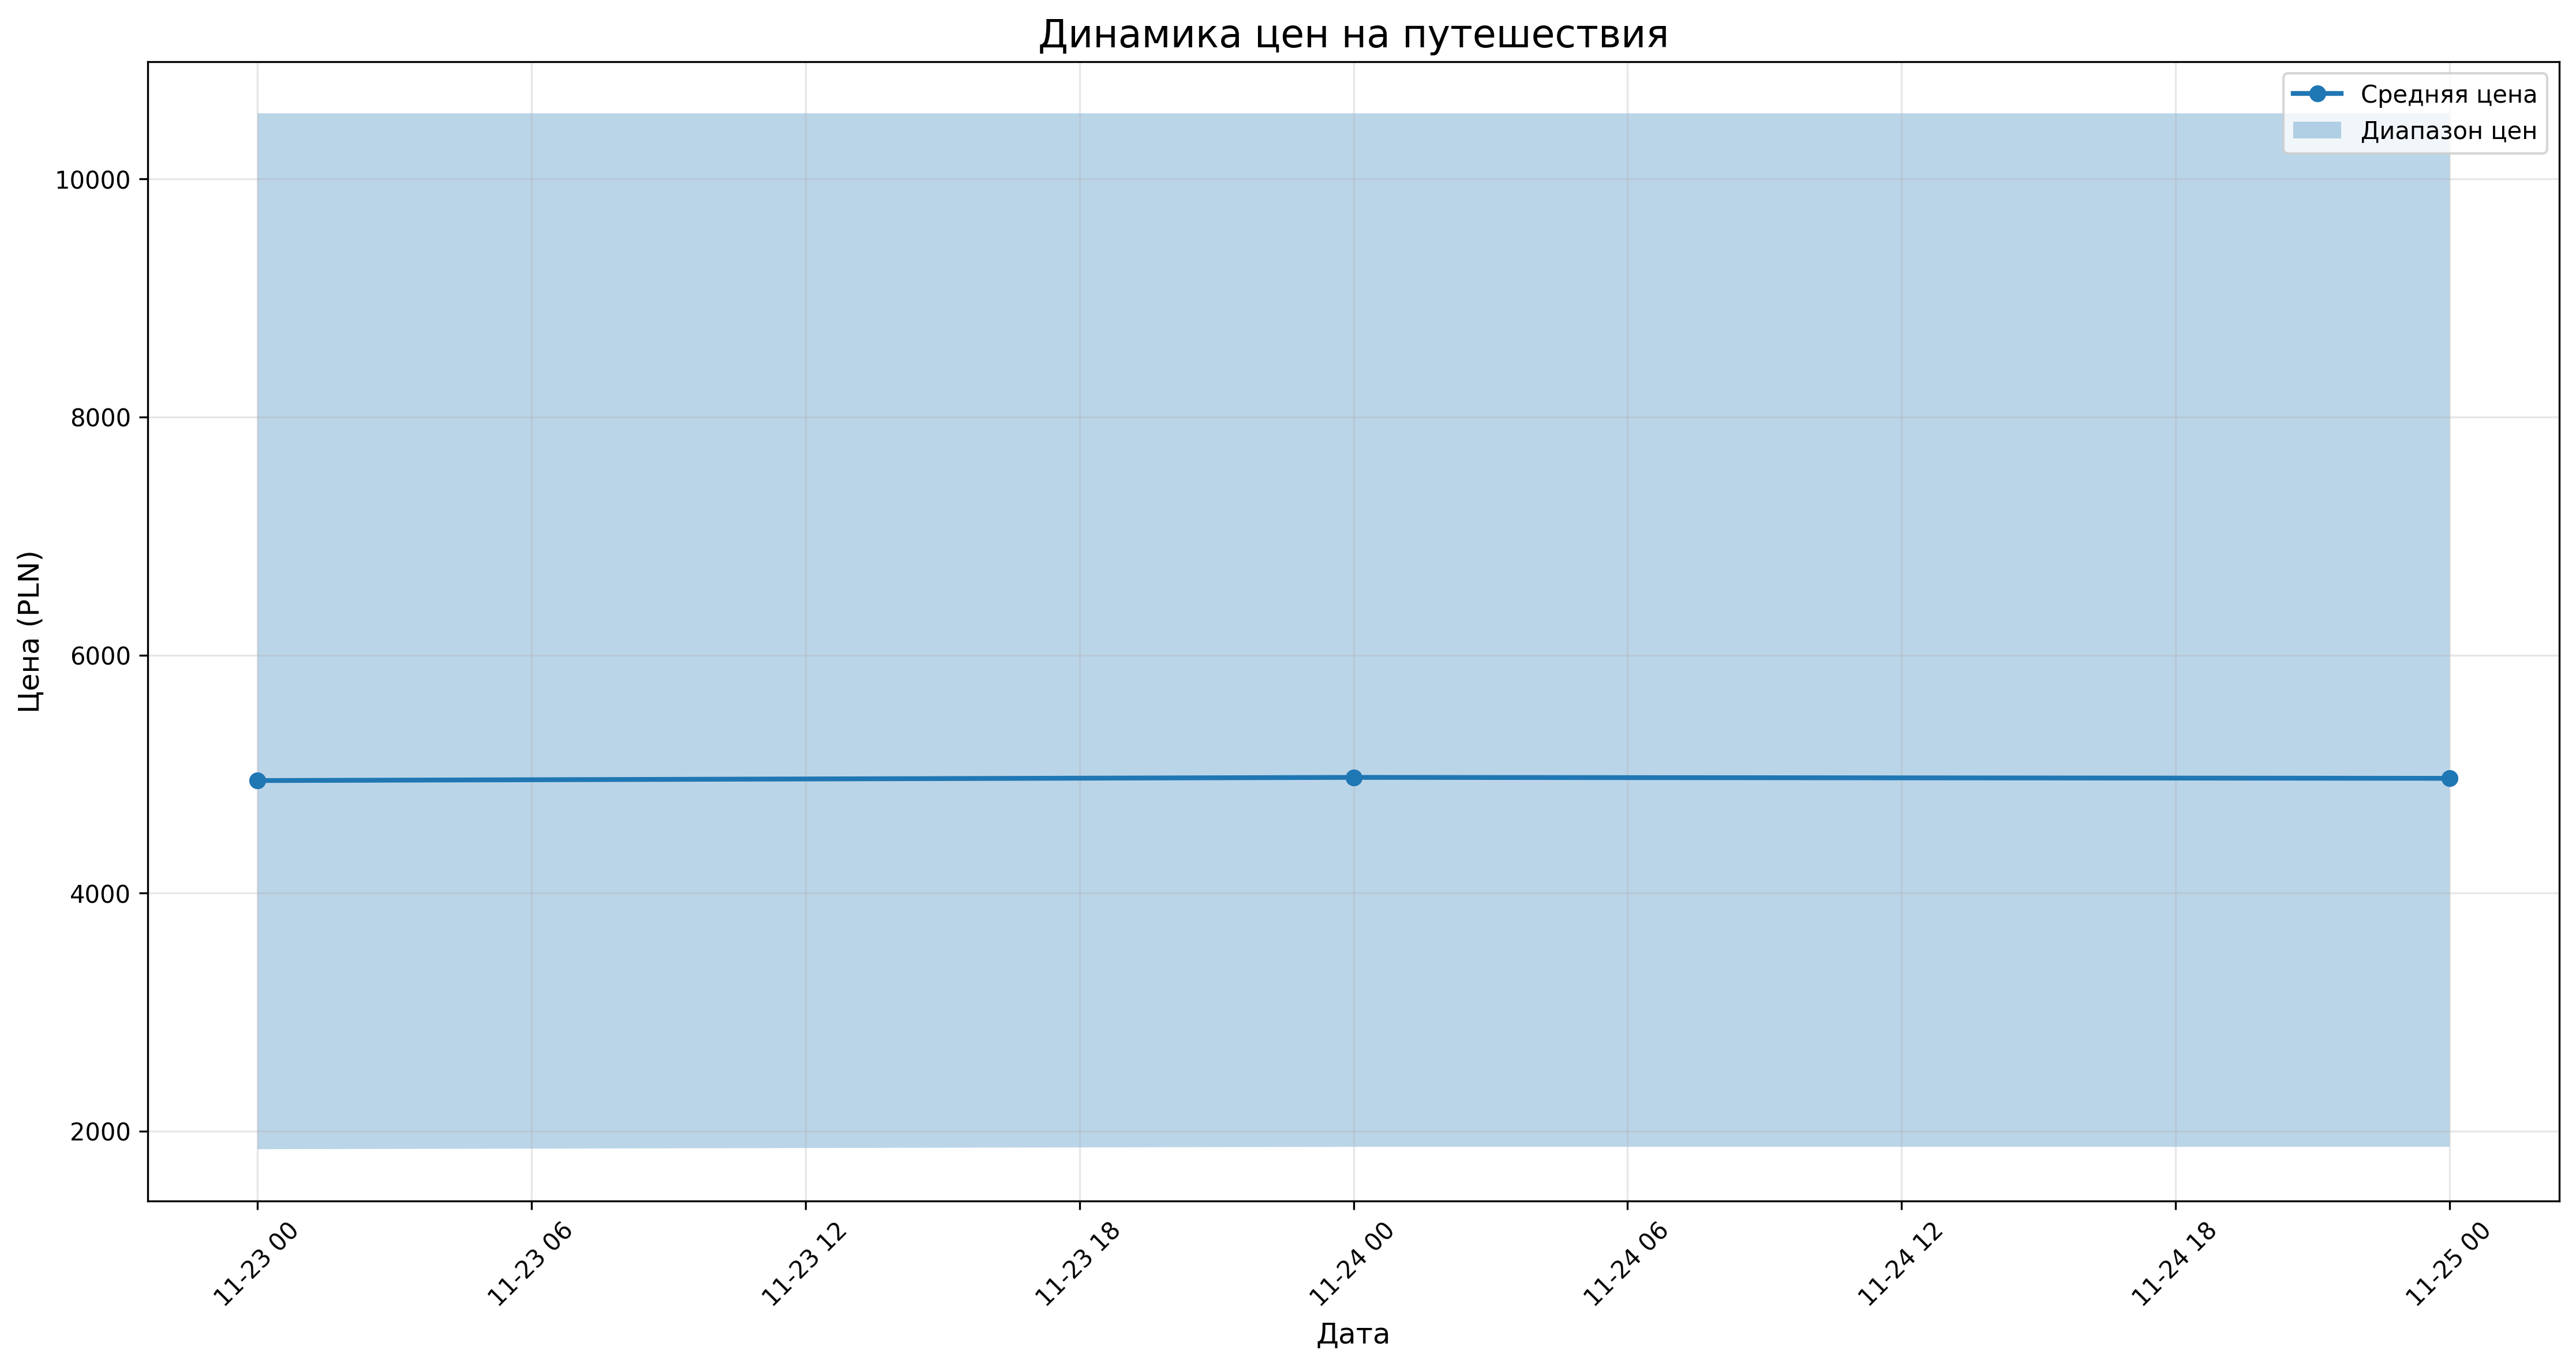 Динамика цен на путешествия
Средняя цена
Диапазон цен
Цена (PLN)
10000
8000
6000
4000
2000
11-23 00
11-23 06
11-23 12
11-23 18
11-24 00
11-24 06
11-24 12
11-24 18
11-25 00
Дата